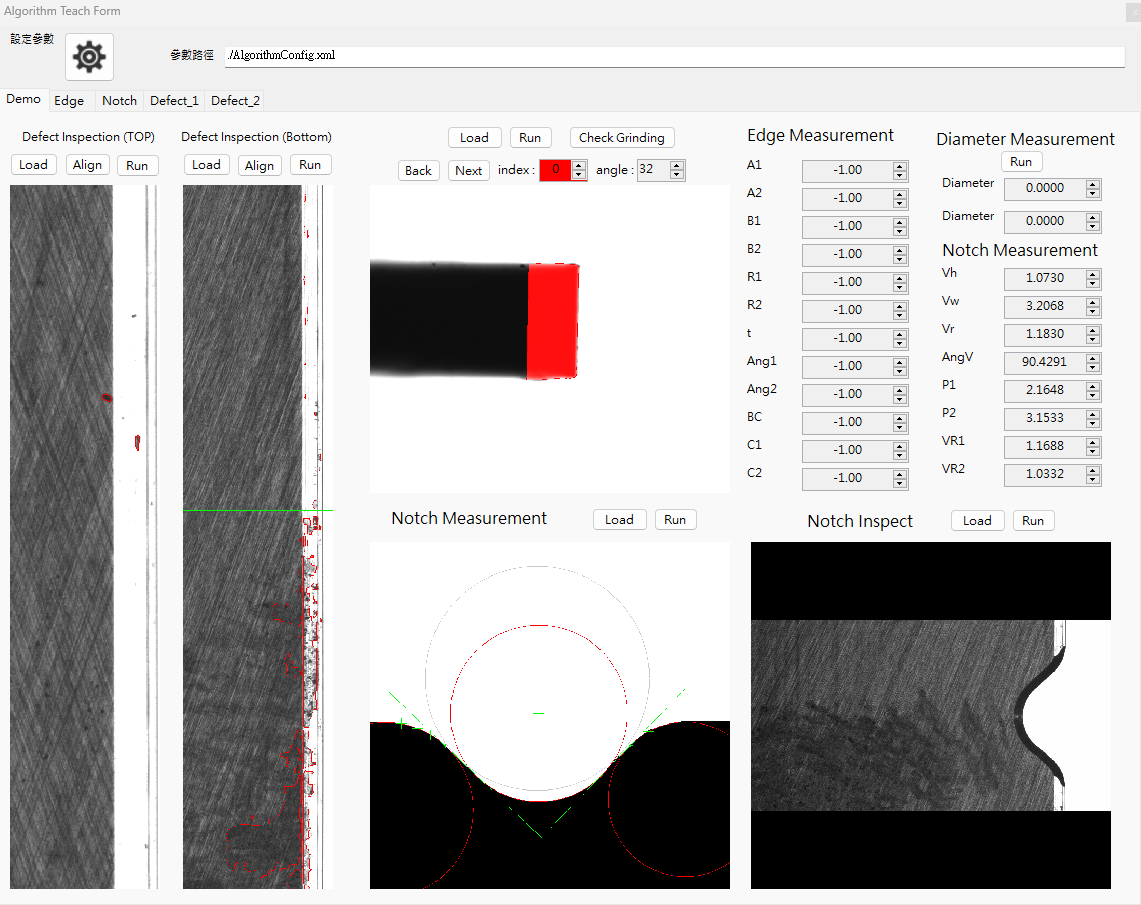 Algorithm Teach Form
設定參數
參數路徑 ./AlgorithmConfig.xml
Demo Edge Notch Defect_1 Defect_2
Defect Inspection (TOP)
Load Align Run
Defect Inspection (Bottom)
Load Align Run
Load Run Check Grinding
Back Next index : 0 angle : 32
Edge Measurement
A1 -1.00
A2 -1.00
B1 -1.00
B2 -1.00
R1 -1.00
R2 -1.00
t -1.00
Ang1 -1.00
Ang2 -1.00
BC -1.00
C1 -1.00
C2 -1.00
Diameter Measurement
Run
Diameter 0.0000
Diameter 0.0000
Notch Measurement
Vh 1.0730
Vw 3.2068
Vr 1.1830
AngV 90.4291
P1 2.1648
P2 3.1533
VR1 1.1688
VR2 1.0332
Notch Measurement Load Run
Notch Inspect Load Run